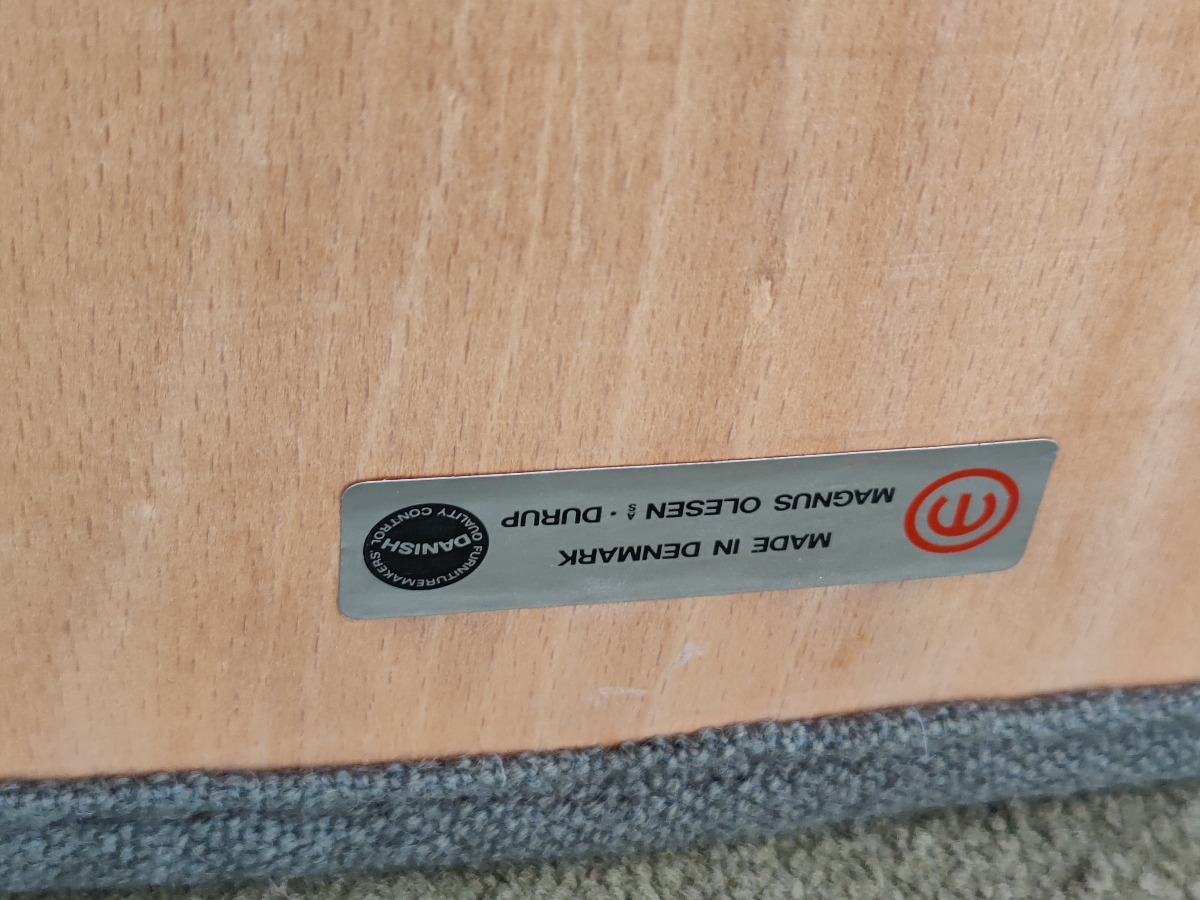 MADE IN DENMARK
MAGNUS OLESEN A/S · DURUP
DANISH
FURNITUREMAKERS'
QUALITY CONTROL